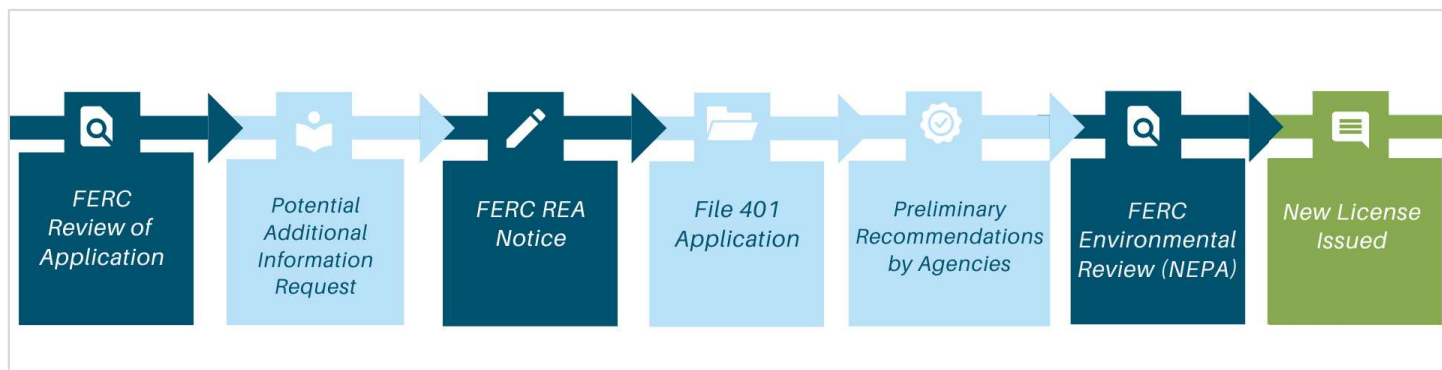 FERC
Review of
Application
Potential
Additional
Information
Request
FERC REA
Notice
File 401
Application
Preliminary
Recommendations
by Agencies
FERC
Environmental
Review (NEPA)
New License
Issued